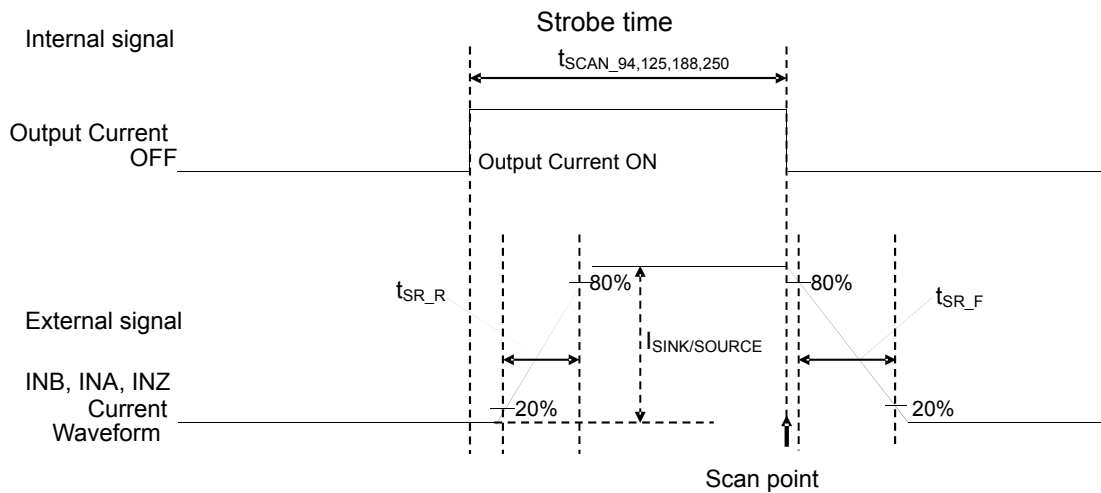 Strobe time
Internal signal
tSCAN_94,125,188,250
Output Current
OFF
Output Current ON
80%
80%
tSR_R
tSR_F
External signal
ISINK/SOURCE
INB, INA, INZ
Current
Waveform
20%
20%
Scan point